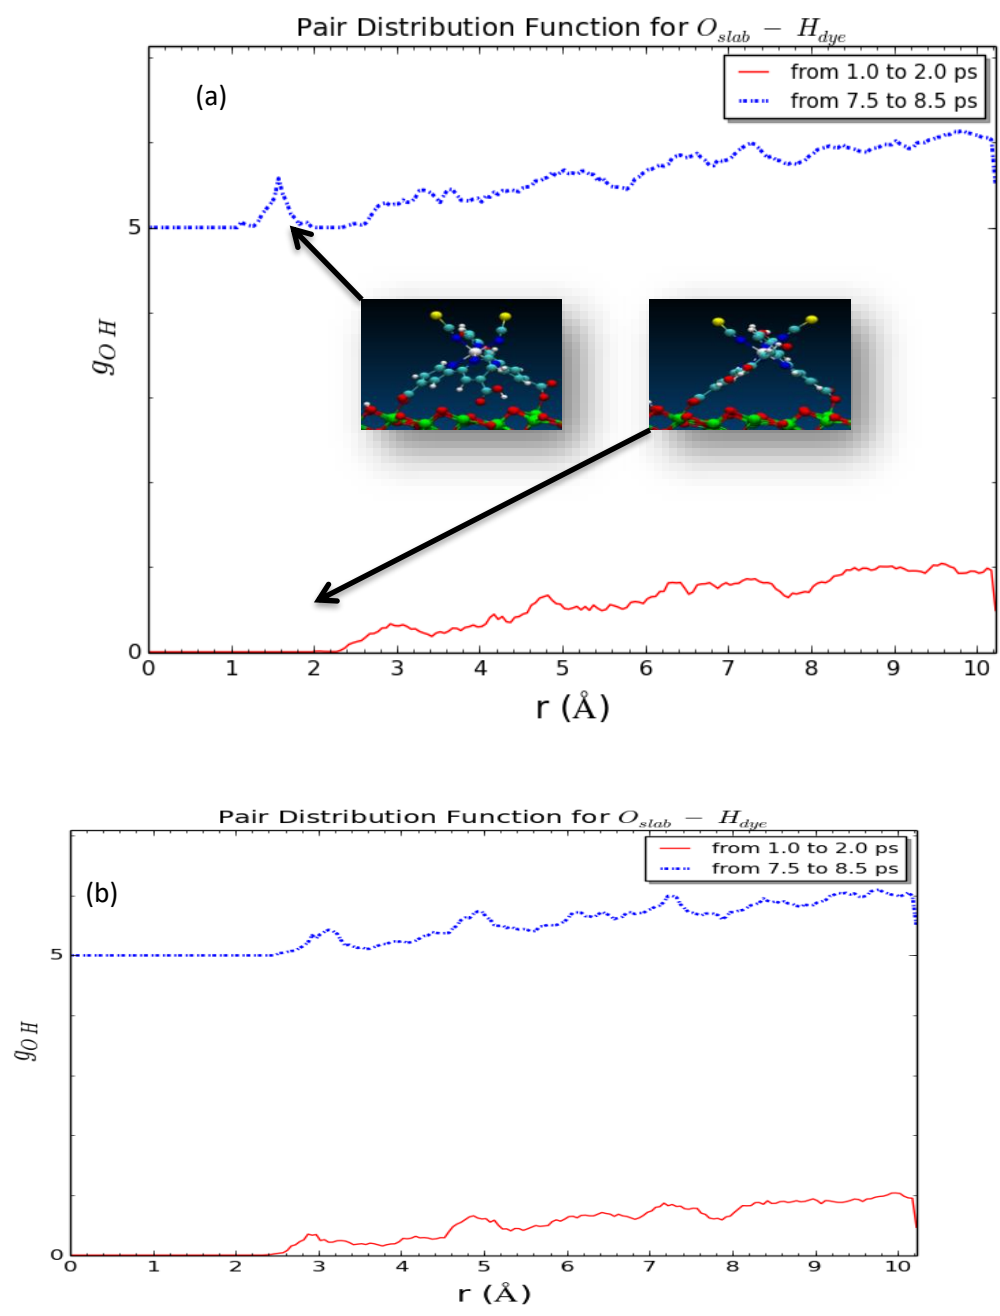 Pair Distribution Function for O_slab − H_dye
from 1.0 to 2.0 ps
from 7.5 to 8.5 ps
(a)
5
g_O H
0
0 1 2 3 4 5 6 7 8 9 10
r (Å)
Pair Distribution Function for O_slab − H_dye
from 1.0 to 2.0 ps
from 7.5 to 8.5 ps
(b)
5
g_O H
0
0 1 2 3 4 5 6 7 8 9 10
r (Å)